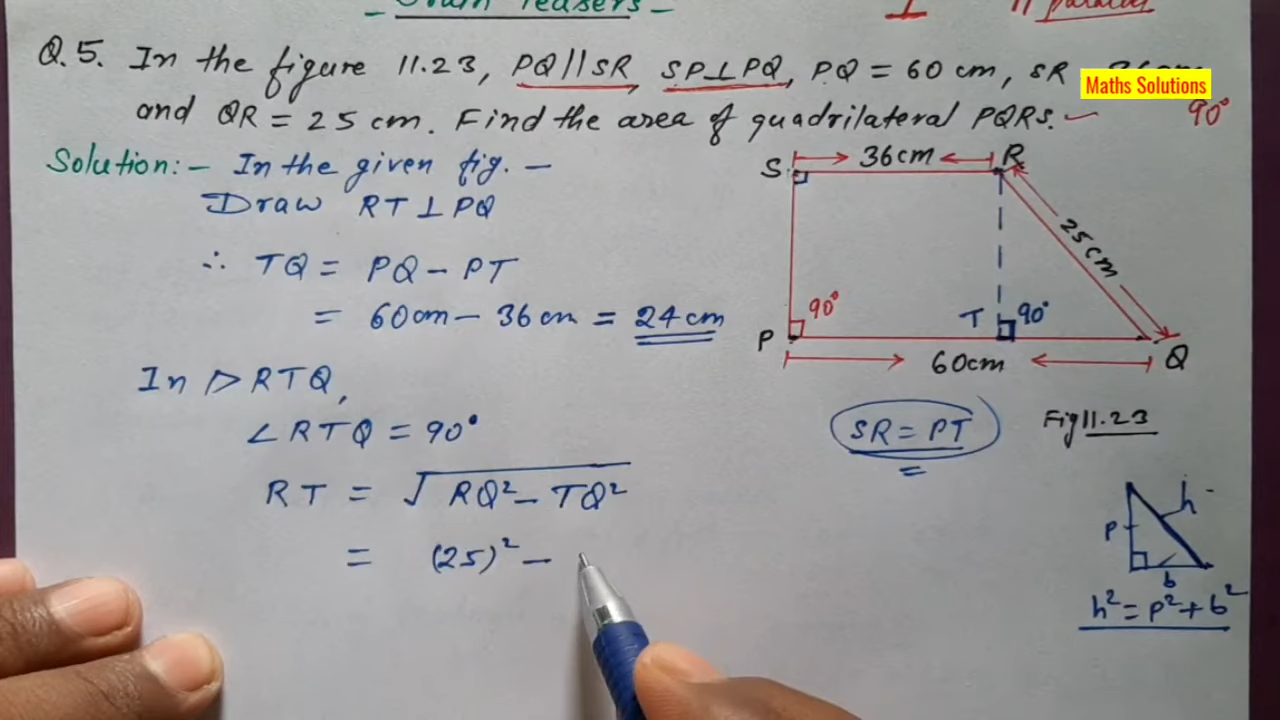 Q.5. In the figure 11.23, PQ||SR, SP⊥PQ, PQ = 60 cm, SR
Maths Solutions
and QR = 25 cm. Find the area of quadrilateral PQRS.
90°
Solution:- In the given fig. -
Draw RT ⊥ PQ
∴ TQ = PQ - PT
= 60cm - 36cm = 24cm
In ▷ RTQ,
∠RTQ = 90°
RT = √RQ² - TQ²
= (25)² -
S 36cm R
25cm
90° T 90°
P 60cm Q
SR = PT
Fig 11.23
p h
b
h² = p² + b²